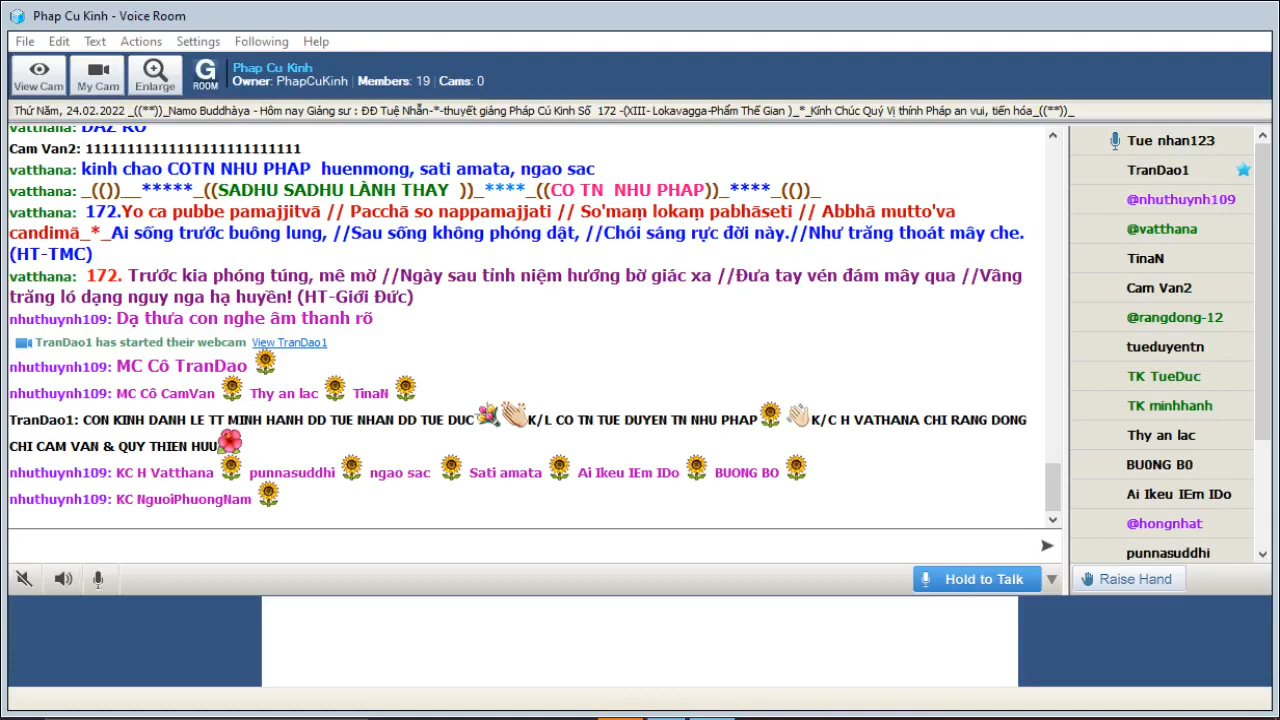 Phap Cu Kinh - Voice Room
File Edit Text Actions Settings Following Help
View Cam My Cam Enlarge G ROOM
Phap Cu Kinh
Owner: PhapCuKinh | Members: 19 | Cams: 0
Thứ Năm, 24.02.2022 _((**))_Namo Buddhàya - Hôm nay Giảng sư : ĐĐ Tuệ Nhẫn-*-thuyết giảng Pháp Cú Kinh Số 172 -(XIII- Lokavagga-Phẩm Thế Gian )_*_Kính Chúc Quý Vị thính Pháp an vui, tiến hóa_((**))_
vatthana: DAZ RO
Cam Van2: 11111111111111111111111111
vatthana: kinh chao COTN NHU PHAP huenmong, sati amata, ngao sac
vatthana: _(())__*****_((SADHU SADHU LÀNH THAY ))_****_((CO TN NHU PHAP))_****_(())_
vatthana: 172.Yo ca pubbe pamajjitvā // Pacchā so nappamajjati // So'maṃ lokaṃ pabhāseti // Abbhā mutto'va
candimā_*_Ai sống trước buông lung, //Sau sống không phóng dật, //Chói sáng rực đời này.//Như trăng thoát mây che.
(HT-TMC)
vatthana: 172. Trước kia phóng túng, mê mờ //Ngày sau tỉnh niệm hướng bờ giác xa //Đưa tay vén đám mây qua //Vầng
trăng ló dạng nguy nga hạ huyền! (HT-Giới Đức)
nhuthuynh109: Dạ thưa con nghe âm thanh rõ
TranDao1 has started their webcam View TranDao1
nhuthuynh109: MC Cô TranDao
nhuthuynh109: MC Cô CamVan Thy an lac TinaN
TranDao1: CON KINH DANH LE TT MINH HANH DD TUE NHAN DD TUE DUC K/L CO TN TUE DUYEN TN NHU PHAP K/C H VATHANA CHI RANG DONG
CHI CAM VAN & QUY THIEN HUU
nhuthuynh109: KC H Vatthana punnasuddhi ngao sac Sati amata Ai Ikeu IEm IDo BUONG BO
nhuthuynh109: KC NguoiPhuongNam
Hold to Talk
Tue nhan123
TranDao1
@nhuthuynh109
@vatthana
TinaN
Cam Van2
@rangdong-12
tueduyentn
TK TueDuc
TK minhhanh
Thy an lac
BU0NG B0
Ai Ikeu IEm IDo
@hongnhat
punnasuddhi
Raise Hand